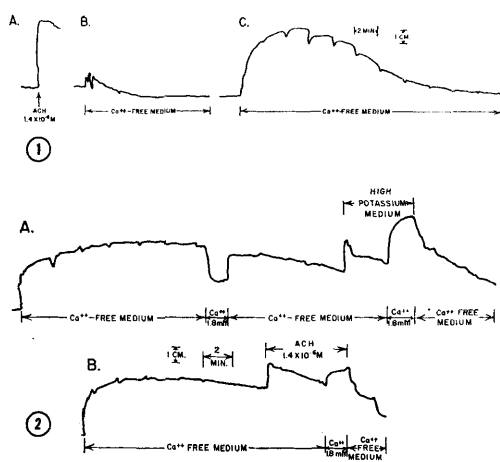 A.
B.
C.
2 MIN.
1 CM.
ACH
1.4 X 10⁻⁶M
Ca⁺⁺-FREE MEDIUM
Ca⁺⁺-FREE MEDIUM
1
HIGH
POTASSIUM
MEDIUM
A.
Ca⁺⁺-FREE MEDIUM
Ca⁺⁺
1.8mM
Ca⁺⁺-FREE MEDIUM
Ca⁺⁺
1.8mM
Ca⁺⁺ FREE
MEDIUM
B.
1 CM.
2
MIN.
ACH
1.4 X 10⁻⁶M
2
Ca⁺⁺ FREE MEDIUM
Ca⁺⁺
1.8mM
Ca⁺⁺
FREE
MEDIUM